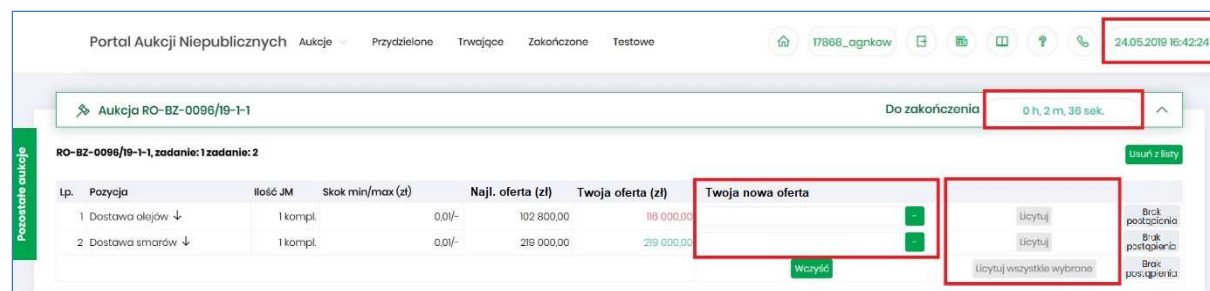 Portal Aukcji Niepublicznych Aukcje Przydzielone Trwające Zakończone Testowe 17868_agnkow 24.05.2019 16:42:24
Aukcja RO-BZ-0096/19-1-1 Do zakończenia 0 h, 2 m, 36 sek.
Pozostałe aukcje
RO-BZ-0096/19-1-1, zadanie: 1 zadanie: 2 Usuń z listy
Lp. Pozycja Ilość JM Skok min/max (zł) Najl. oferta (zł) Twoja oferta (zł) Twoja nowa oferta
1 Dostawa olejów ↓ 1 kompl. 0,01/- 102 800,00 116 000,00 - Licytuj Brak postąpienia
2 Dostawa smarów ↓ 1 kompl. 0,01/- 219 000,00 219 000,00 - Licytuj Brak postąpienia
Wczyść Licytuj wszystkie wybrane Brak postąpienia